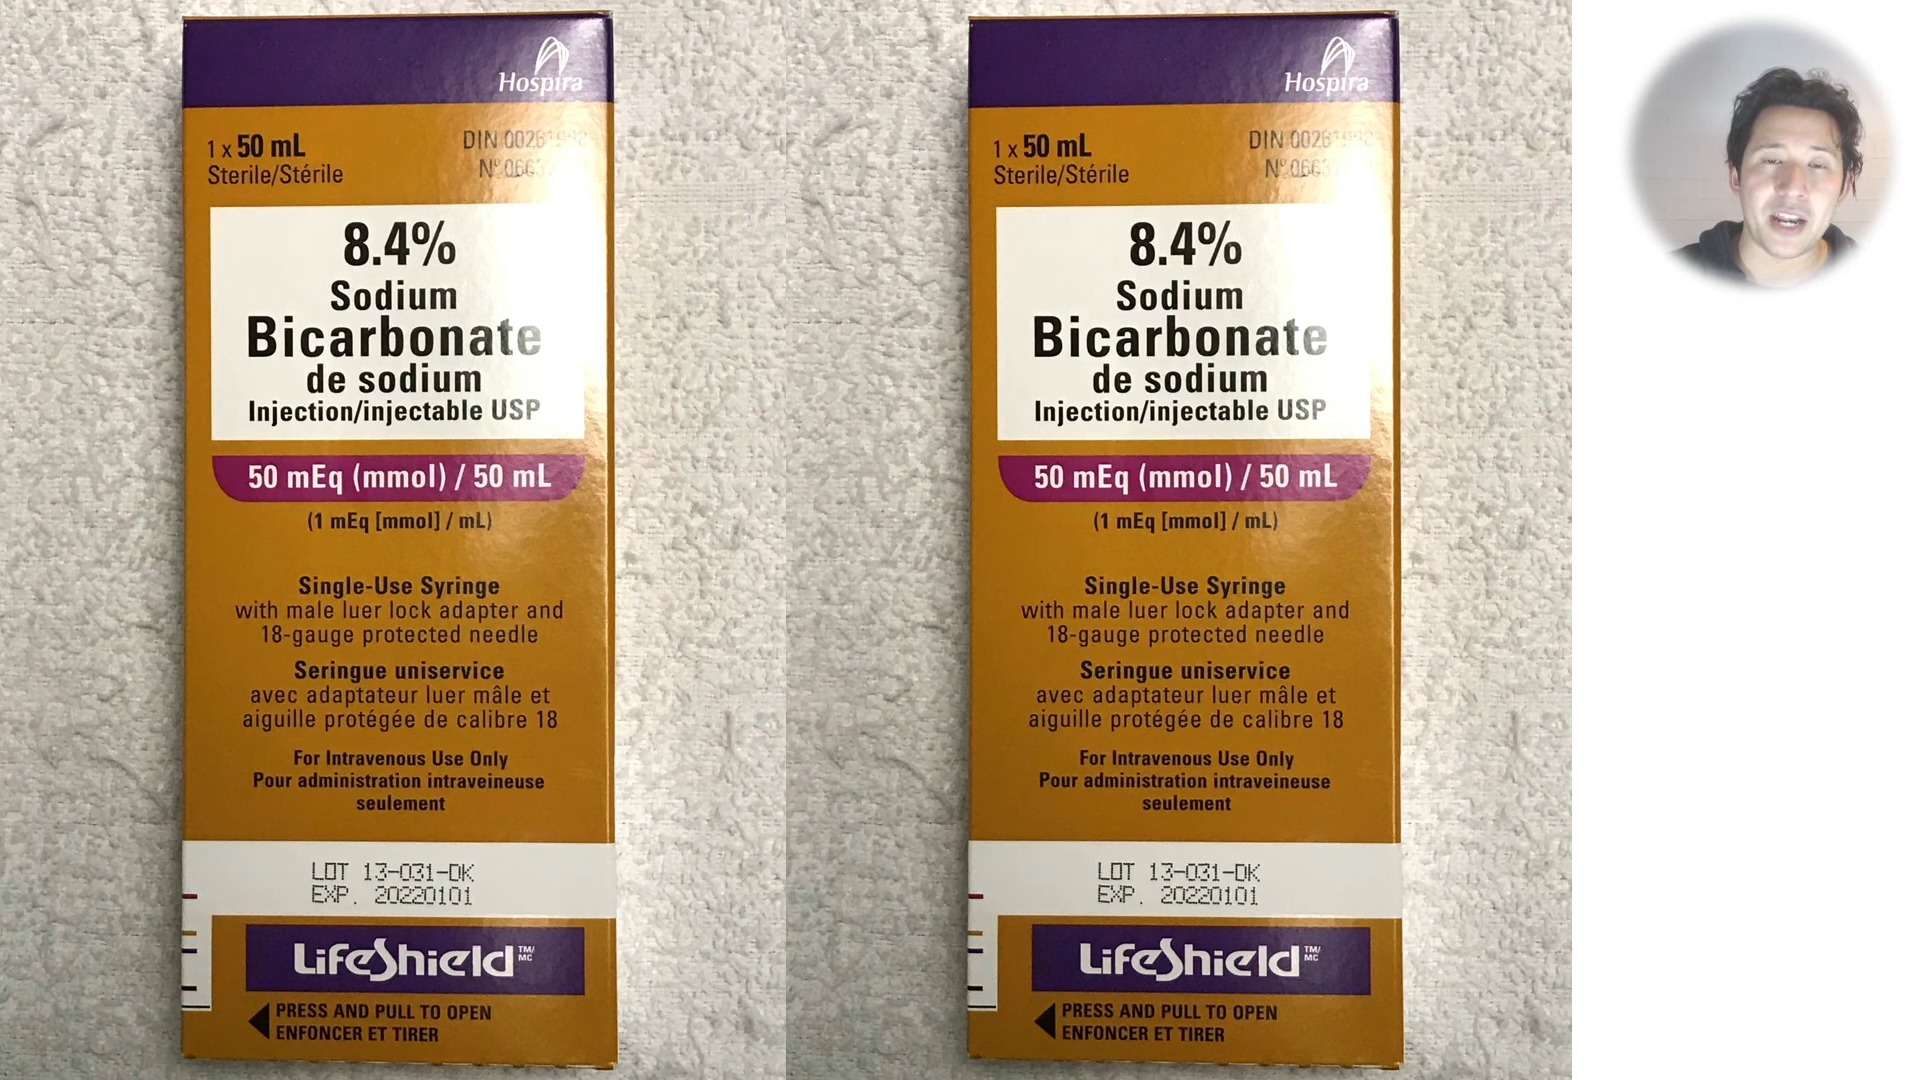 Hospira
1 x 50 mL
Sterile/Stérile
DIN
8.4%
Sodium
Bicarbonate
de sodium
Injection/injectable USP
50 mEq (mmol) / 50 mL
(1 mEq [mmol] / mL)
Single-Use Syringe
with male luer lock adapter and
18-gauge protected needle
Seringue uniservice
avec adaptateur luer mâle et
aiguille protégée de calibre 18
For Intravenous Use Only
Pour administration intraveineuse
seulement
LOT 13-031-DK
EXP. 20220101
LifeShield TM/
MC
PRESS AND PULL TO OPEN
ENFONCER ET TIRER
Hospira
1 x 50 mL
Sterile/Stérile
DIN
8.4%
Sodium
Bicarbonate
de sodium
Injection/injectable USP
50 mEq (mmol) / 50 mL
(1 mEq [mmol] / mL)
Single-Use Syringe
with male luer lock adapter and
18-gauge protected needle
Seringue uniservice
avec adaptateur luer mâle et
aiguille protégée de calibre 18
For Intravenous Use Only
Pour administration intraveineuse
seulement
LOT 13-031-DK
EXP. 20220101
LifeShield TM/
MC
PRESS AND PULL TO OPEN
ENFONCER ET TIRER